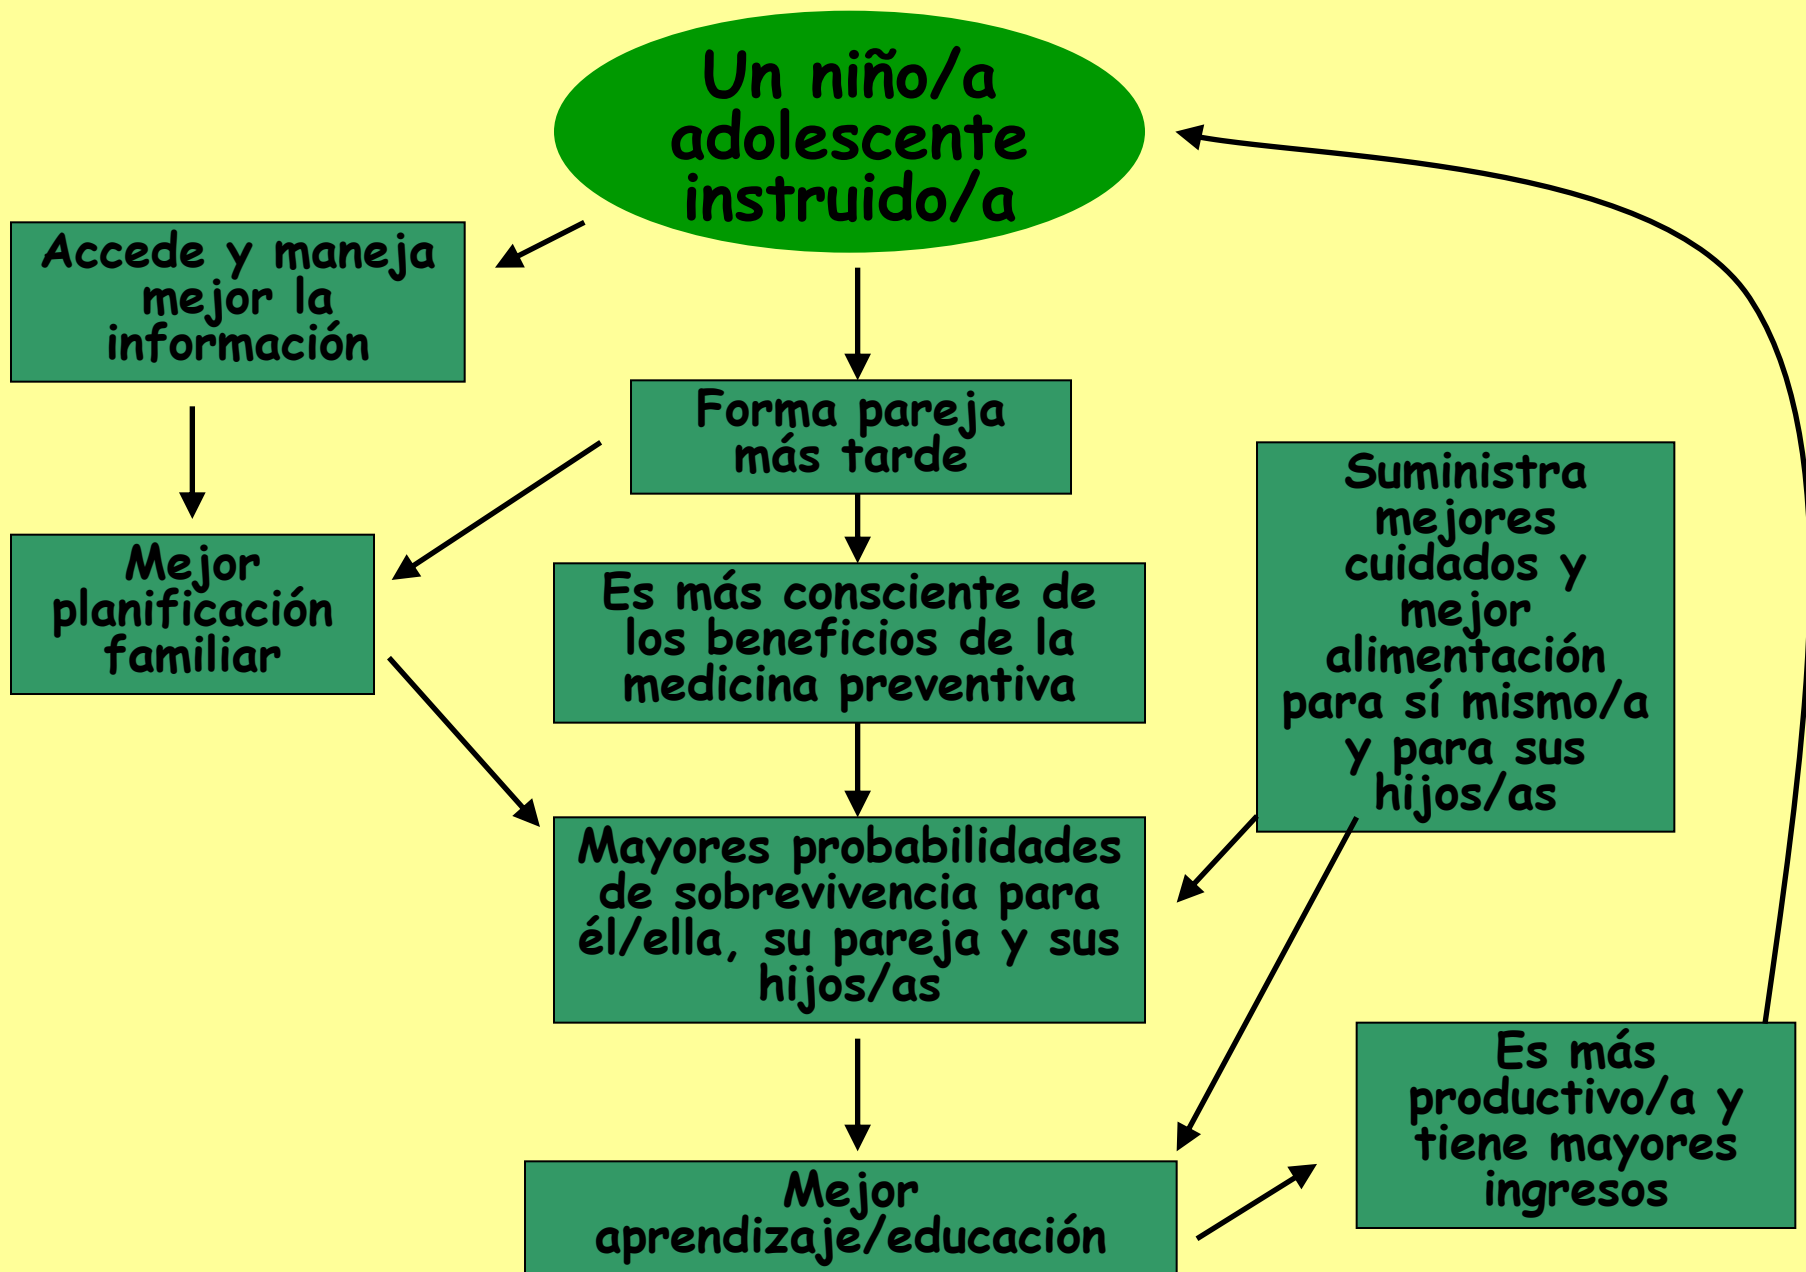 Un niño/a
adolescente
instruido/a
Accede y maneja
mejor la
información
Forma pareja
más tarde
Suministra
mejores
cuidados y
mejor
alimentación
para sí mismo/a
y para sus
hijos/as
Mejor
planificación
familiar
Es más consciente de
los beneficios de la
medicina preventiva
Mayores probabilidades
de sobrevivencia para
él/ella, su pareja y sus
hijos/as
Es más
productivo/a y
tiene mayores
ingresos
Mejor
aprendizaje/educación